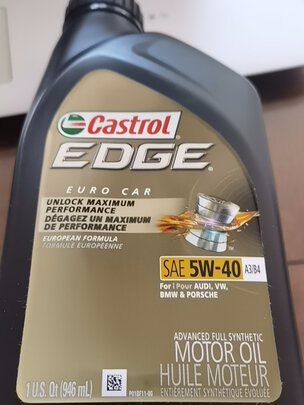 Castrol
EDGE
EURO CAR
UNLOCK MAXIMUM
PERFORMANCE
DÉGAGEZ UN MAXIMUM
DE PERFORMANCE
EUROPEAN FORMULA
FORMULE EUROPÉENNE
SAE 5W-40 A3/B4
For | Pour AUDI, VW,
BMW & PORSCHE
ADVANCED FULL SYNTHETIC
MOTOR OIL
HUILE MOTEUR
ENTIÈREMENT SYNTHÉTIQUE ÉVOLUÉE
1 U.S. Qt (946 mL)